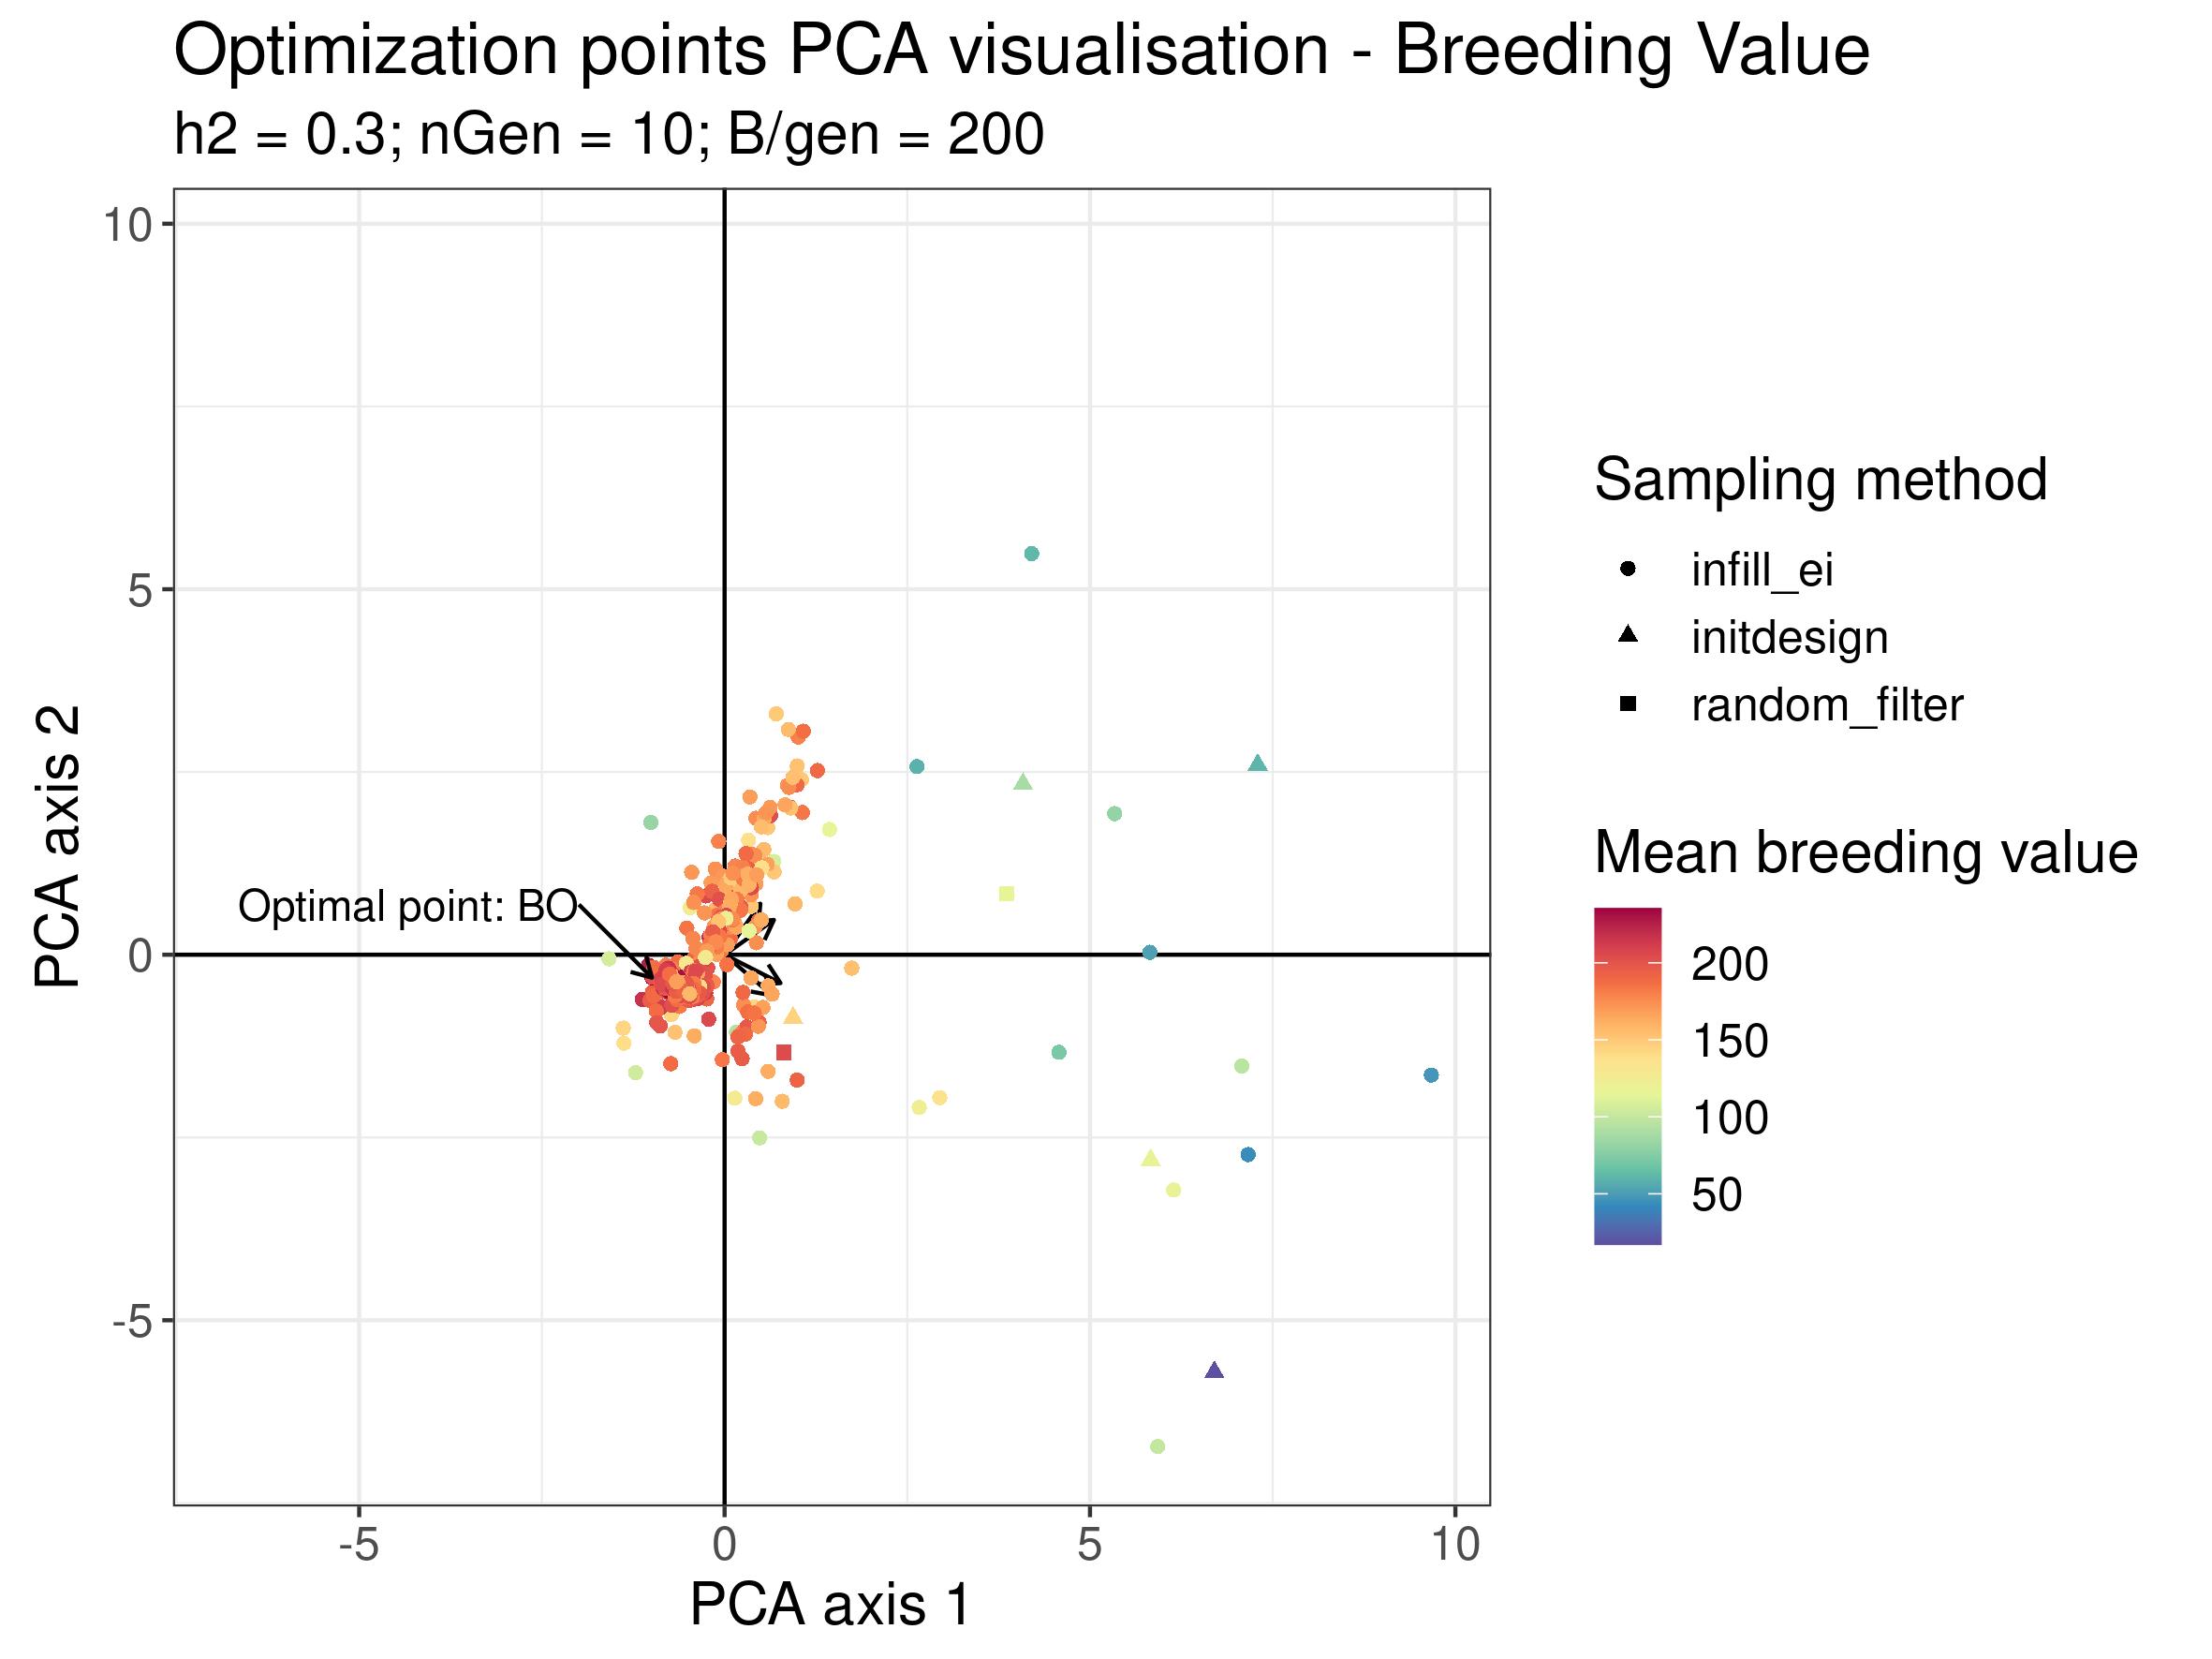 Optimization points PCA visualisation - Breeding Value
h2 = 0.3; nGen = 10; B/gen = 200
10
5
0
-5
PCA axis 2
Optimal point: BO
-5
0
5
10
PCA axis 1
Sampling method
infill_ei
initdesign
random_filter
Mean breeding value
200
150
100
50